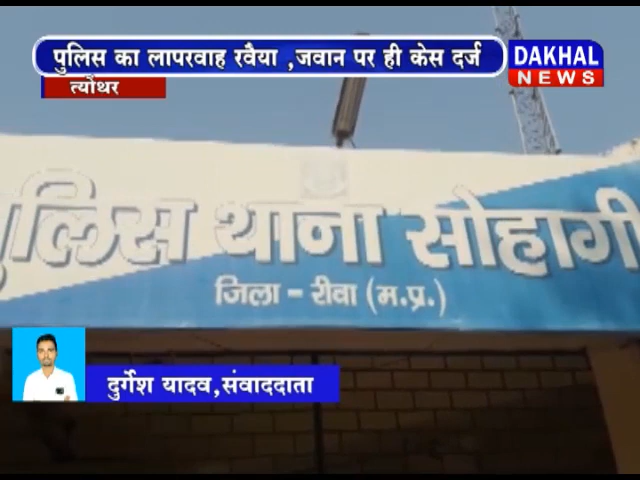 पुलिस का लापरवाह रवैया ,जवान पर ही केस दर्ज
DAKHAL
NEWS
त्योंथर
पुलिस थाना सोहागी
जिला - रीवा (म.प्र.)
दुर्गेश यादव,संवाददाता